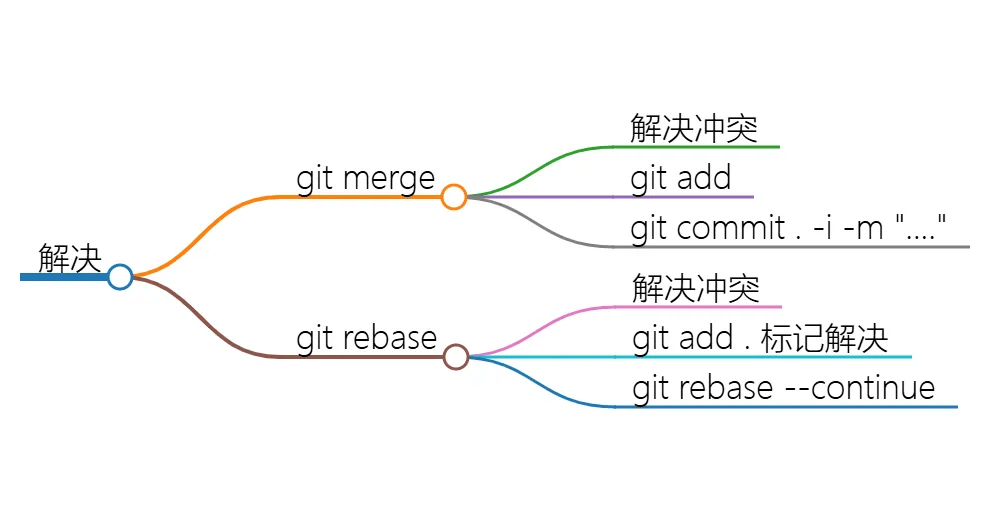 解决
git merge
解决冲突
git add
git commit . -i -m "...."
git rebase
解决冲突
git add . 标记解决
git rebase --continue